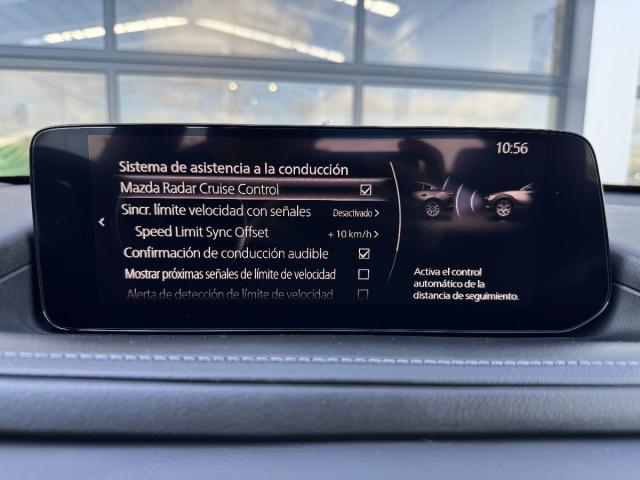 10:56
Sistema de asistencia a la conducción
Mazda Radar Cruise Control
Sincr. límite velocidad con señales Desactivado
Speed Limit Sync Offset + 10 km/h
Confirmación de conducción audible
Mostrar próximas señales de límite de velocidad
Alerta de detección de límite de velocidad
Activa el control
automático de la
distancia de seguimiento.